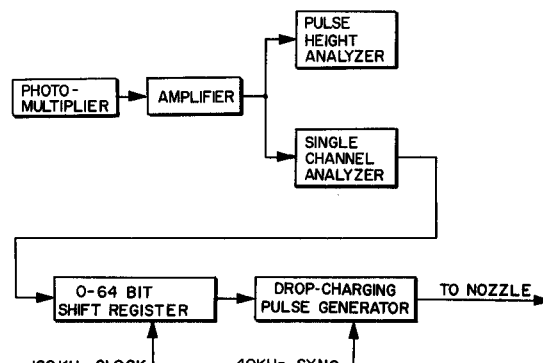 PULSE
HEIGHT
ANALYZER
PHOTO-
MULTIPLIER
AMPLIFIER
SINGLE
CHANNEL
ANALYZER
0-64 BIT
SHIFT REGISTER
DROP-CHARGING
PULSE GENERATOR
TO NOZZLE
CLOCK
40KHz SYNC